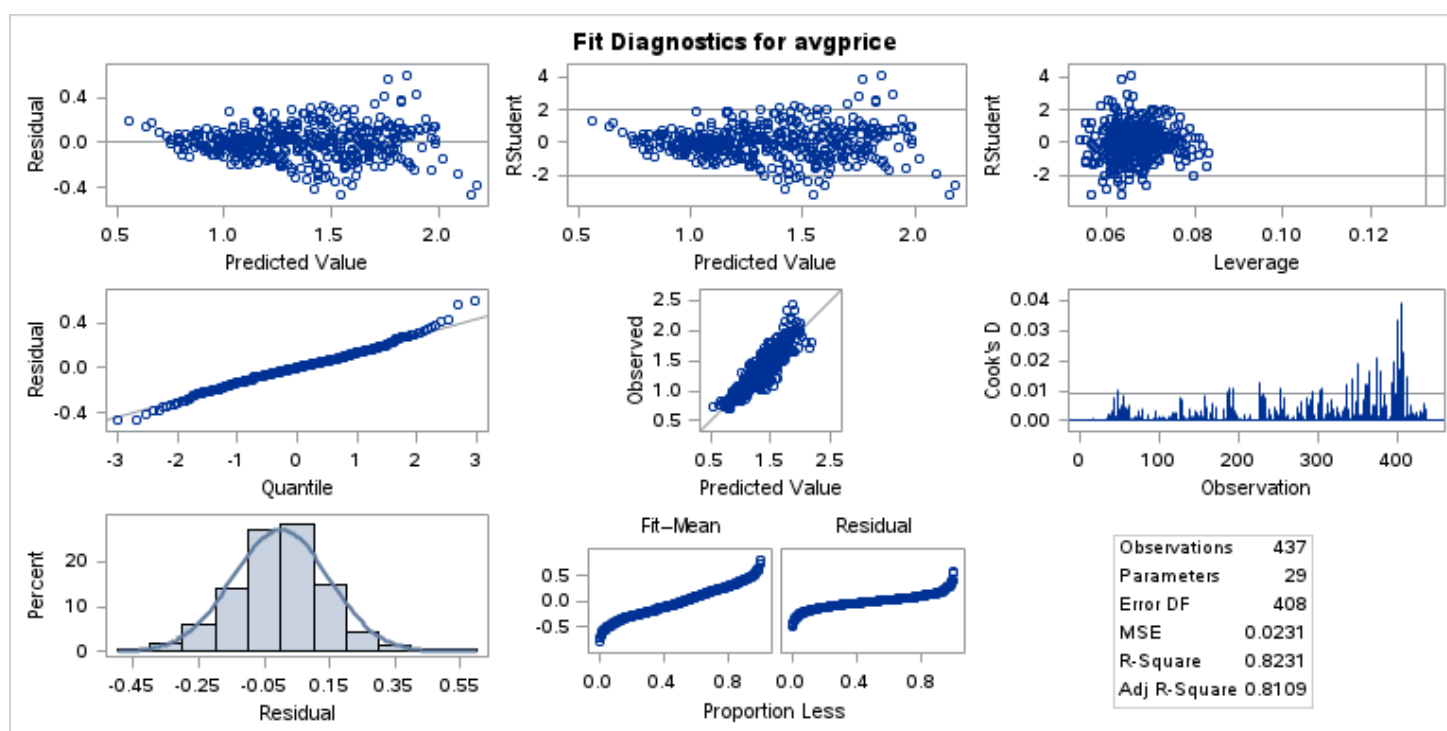 Fit Diagnostics for avgprice
Residual
0.4
0.0
-0.4
0.5 1.0 1.5 2.0
Predicted Value
RStudent
4
2
0
-2
0.5 1.0 1.5 2.0
Predicted Value
RStudent
4
2
0
-2
0.06 0.08 0.10 0.12
Leverage
Residual
0.4
0.0
-0.4
-3 -2 -1 0 1 2 3
Quantile
Observed
2.5
2.0
1.5
1.0
0.5
0.5 1.5 2.5
Predicted Value
Cook's D
0.04
0.03
0.02
0.01
0.00
0 100 200 300 400
Observation
Percent
20
10
0
-0.45 -0.25 -0.05 0.15 0.35 0.55
Residual
Fit–Mean Residual
0.5
0.0
-0.5
0.0 0.4 0.8 0.0 0.4 0.8
Proportion Less
Observations 437
Parameters 29
Error DF 408
MSE 0.0231
R-Square 0.8231
Adj R-Square 0.8109